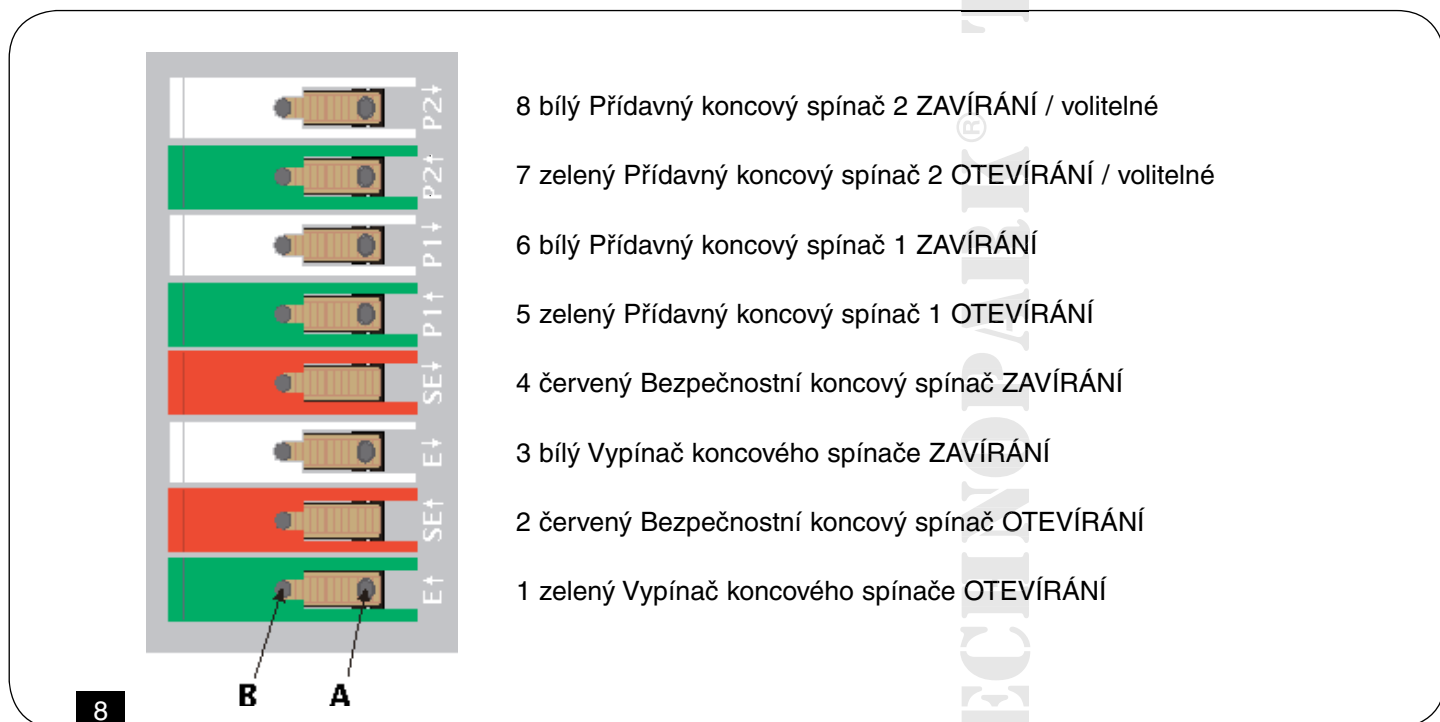 P2↓
8 bílý Přídavný koncový spínač 2 ZAVÍRÁNÍ / volitelné
P2↑
7 zelený Přídavný koncový spínač 2 OTEVÍRÁNÍ / volitelné
P1↓
6 bílý Přídavný koncový spínač 1 ZAVÍRÁNÍ
P1↑
5 zelený Přídavný koncový spínač 1 OTEVÍRÁNÍ
SE↓
4 červený Bezpečnostní koncový spínač ZAVÍRÁNÍ
E↓
3 bílý Vypínač koncového spínače ZAVÍRÁNÍ
SE↑
2 červený Bezpečnostní koncový spínač OTEVÍRÁNÍ
E↑
1 zelený Vypínač koncového spínače OTEVÍRÁNÍ
B A
8
ECHNOPARK® T